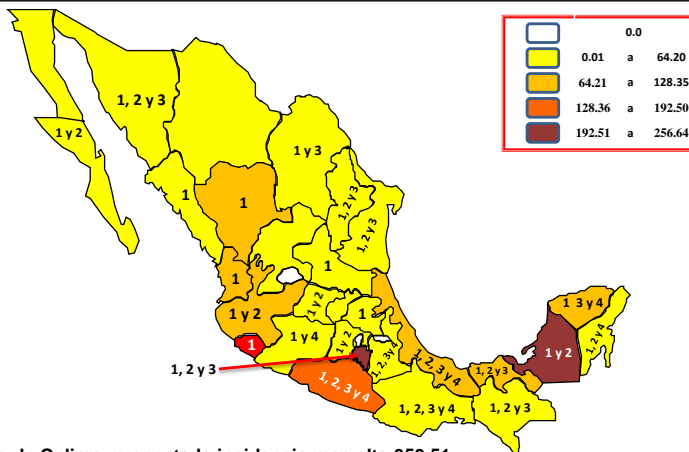 0.0
0.01 a 64.20
64.21 a 128.35
128.36 a 192.50
192.51 a 256.64
1, 2 y 3
1 y 2
1 y 3
1
1
1, 2 y 3
1, 2 y 3
1
1
1 y 2
1 y 2
1
1 3 y 4
1
1 y 4
1 y 2
1, 2, 3 y 4
1 y 2
1, 2 y 4
1, 2 y 3
1, 2, 3 y 4
1, 2 y 3
1, 2, 3 y 4
1, 2, 3 y 4
1, 2 y 3